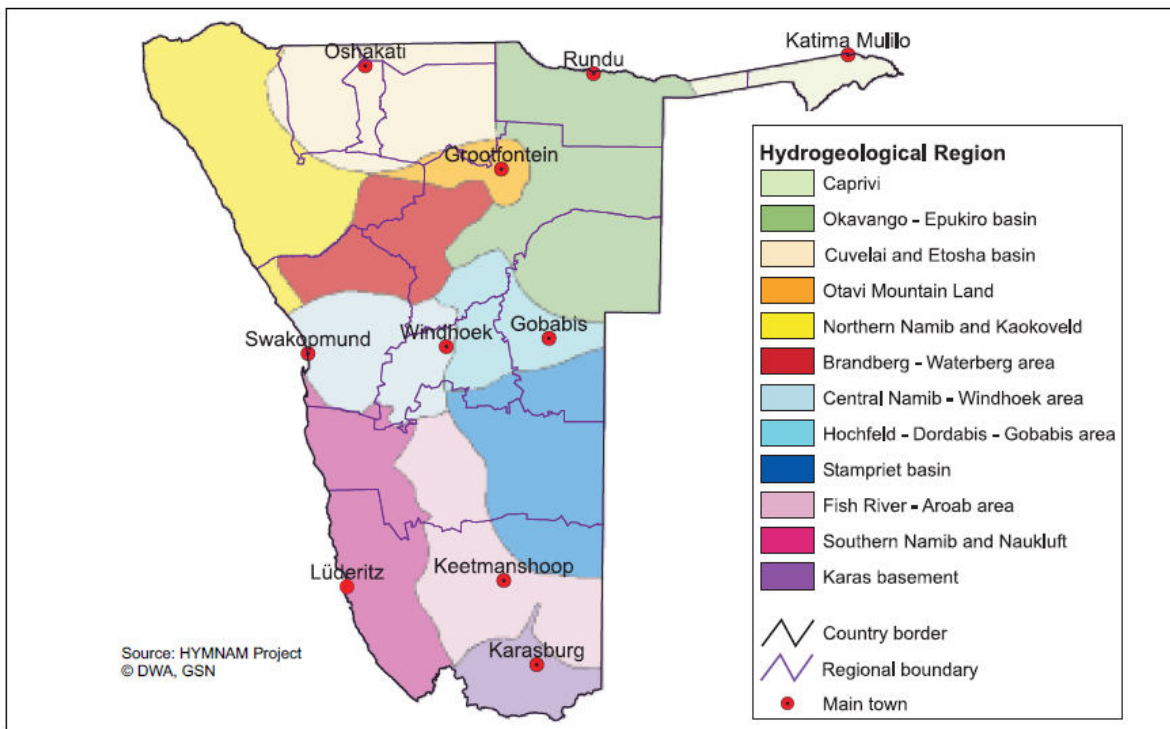 Oshakati
Rundu
Katima Mulilo
Grootfontein
Swakopmund
Windhoek
Gobabis
Lüderitz
Keetmanshoop
Karasburg
Source: HYMNAM Project
© DWA, GSN
Hydrogeological Region
Caprivi
Okavango - Epukiro basin
Cuvelai and Etosha basin
Otavi Mountain Land
Northern Namib and Kaokoveld
Brandberg - Waterberg area
Central Namib - Windhoek area
Hochfeld - Dordabis - Gobabis area
Stampriet basin
Fish River - Aroab area
Southern Namib and Naukluft
Karas basement
Country border
Regional boundary
Main town